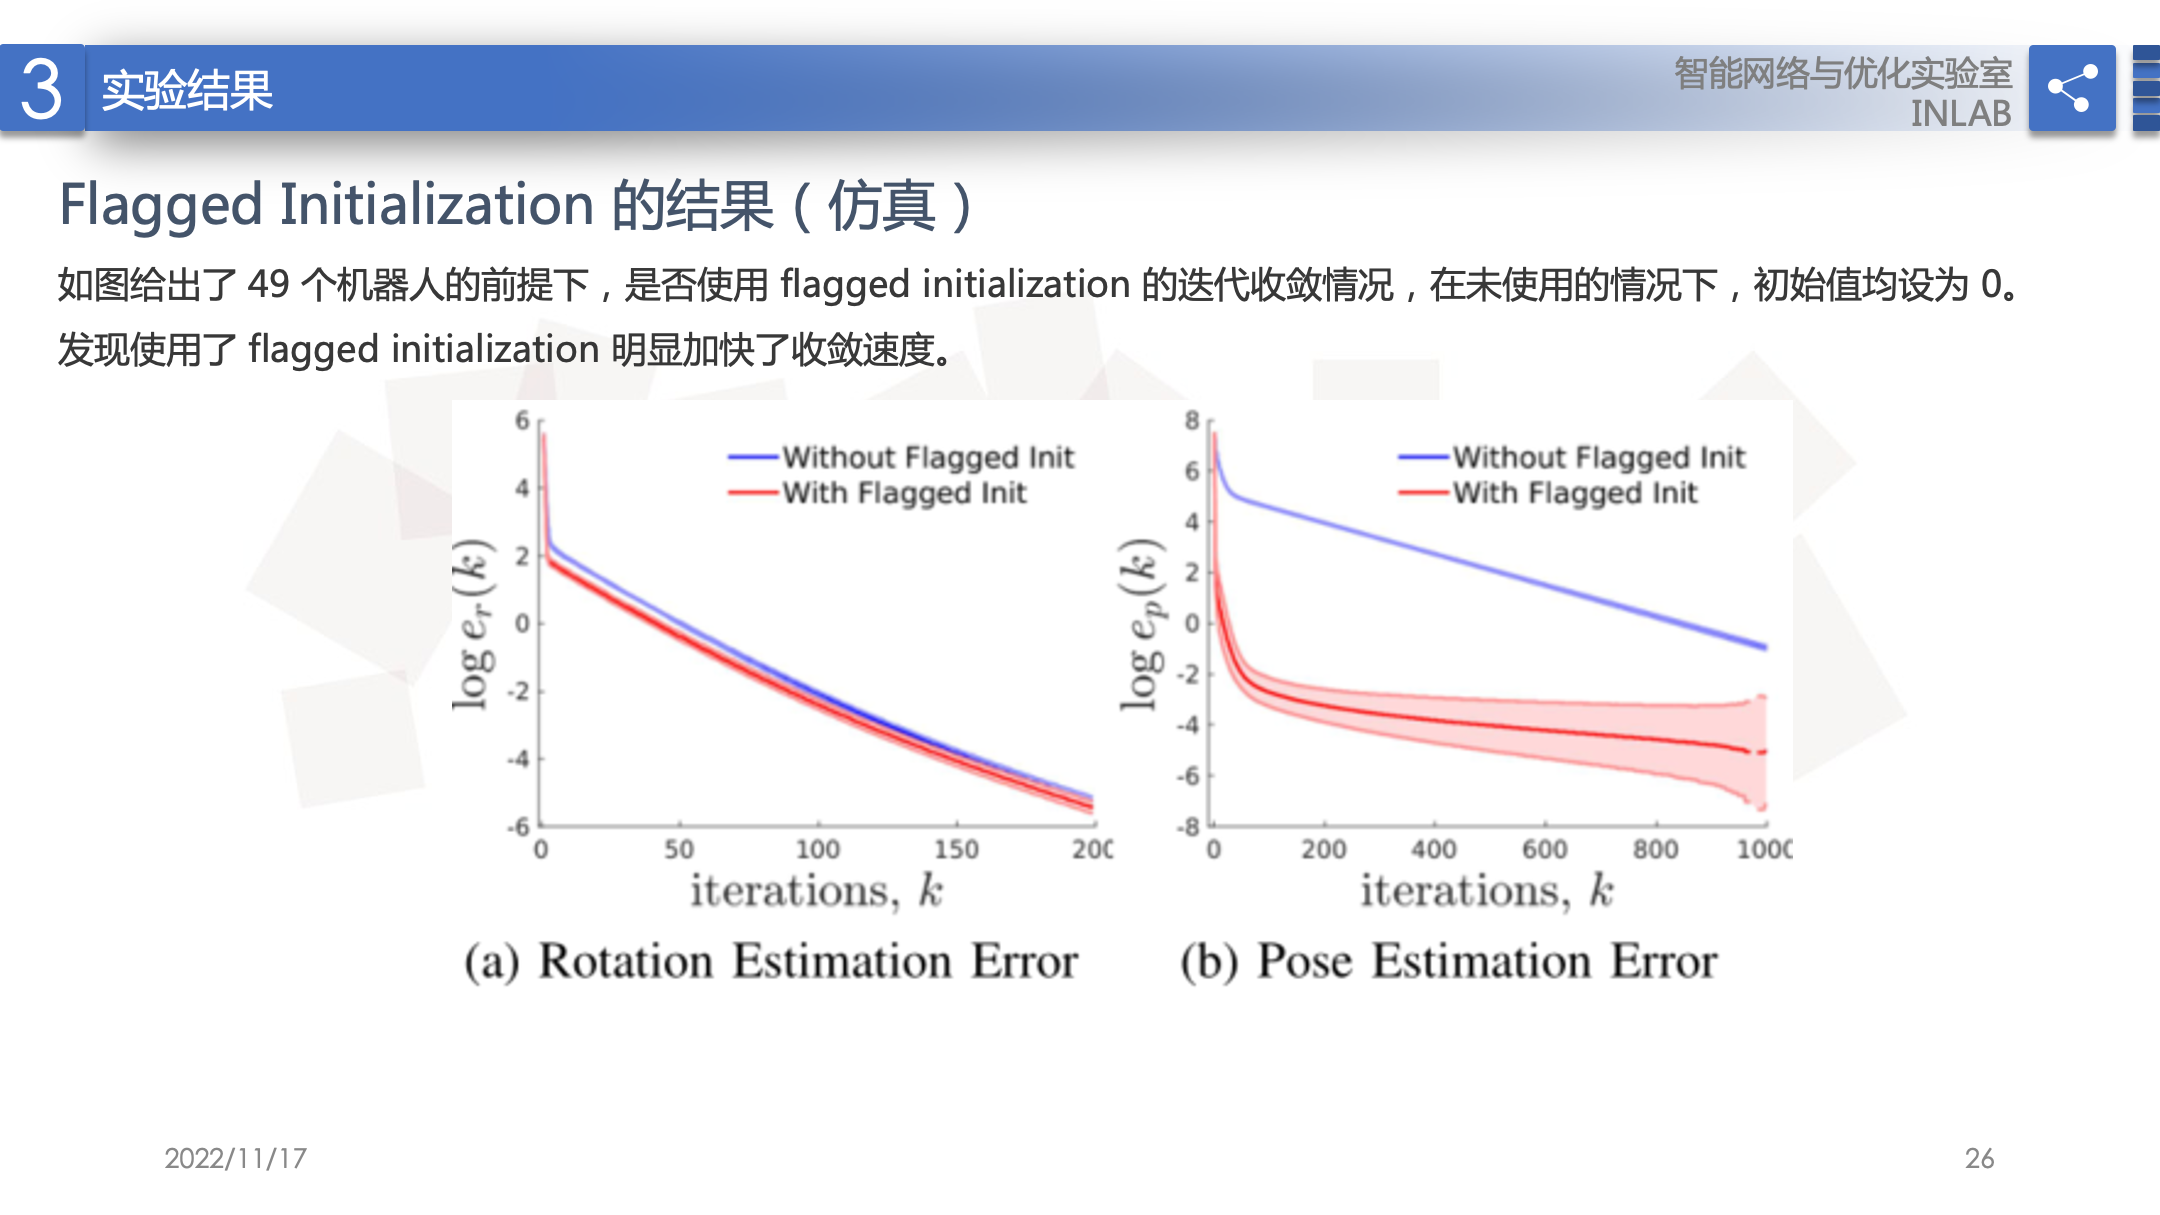 3 实验结果
智能网络与优化实验室
INLAB
Flagged Initialization 的结果（仿真）
如图给出了 49 个机器人的前提下，是否使用 flagged initialization 的迭代收敛情况，在未使用的情况下，初始值均设为 0。
发现使用了 flagged initialization 明显加快了收敛速度。
6
4
2
0
-2
-4
-6
log e_r(k)
Without Flagged Init
With Flagged Init
0 50 100 150 200
iterations, k
(a) Rotation Estimation Error
8
6
4
2
0
-2
-4
-6
-8
log e_p(k)
Without Flagged Init
With Flagged Init
0 200 400 600 800 1000
iterations, k
(b) Pose Estimation Error
2022/11/17
26